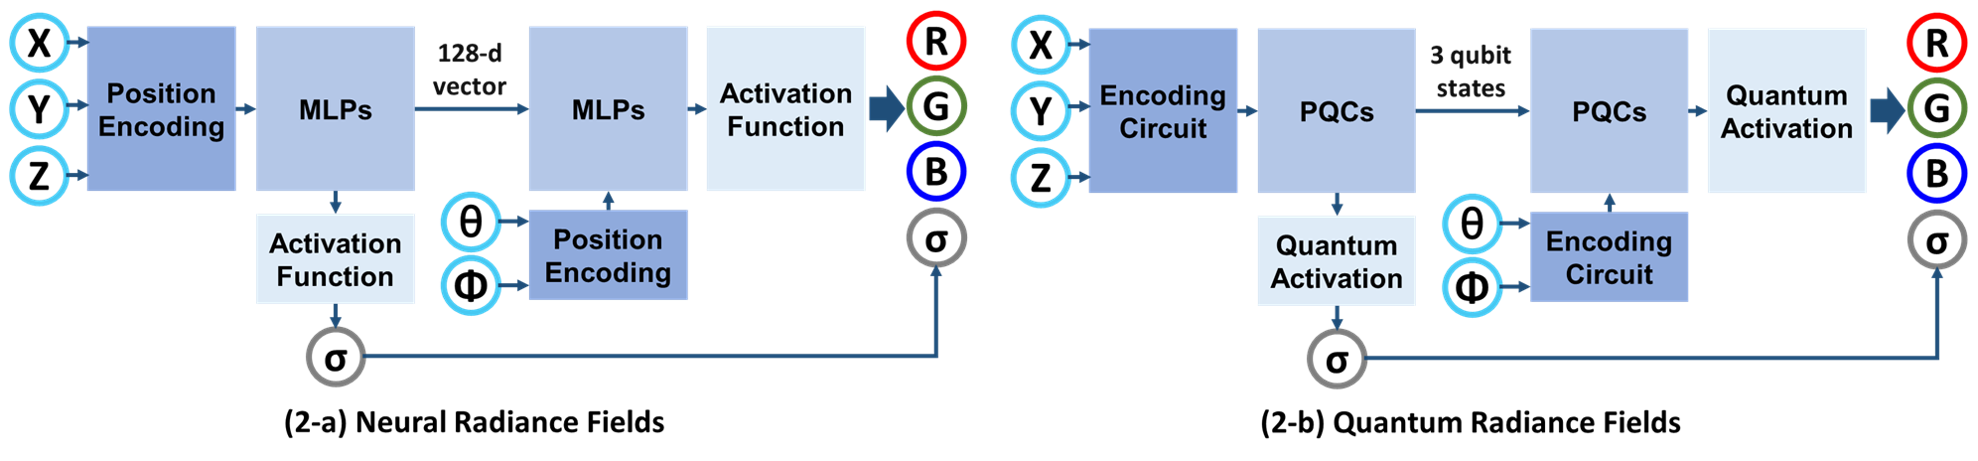 X
Y
Z
Position
Encoding
MLPs
128-d
vector
MLPs
Activation
Function
R
G
B
σ
Activation
Function
θ
Φ
Position
Encoding
σ
(2-a) Neural Radiance Fields
X
Y
Z
Encoding
Circuit
PQCs
3 qubit
states
PQCs
Quantum
Activation
R
G
B
σ
Quantum
Activation
θ
Φ
Encoding
Circuit
σ
(2-b) Quantum Radiance Fields